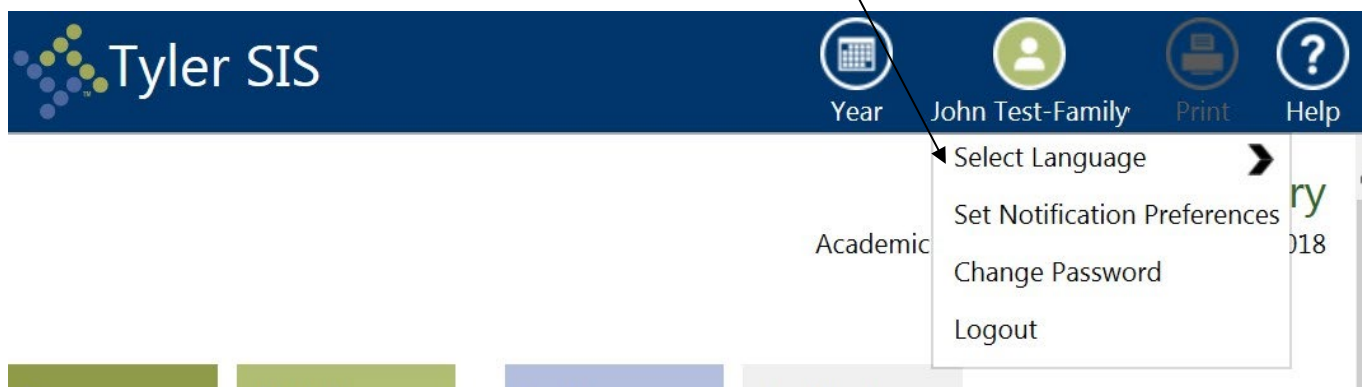 Tyler SIS
Year John Test-Family Print Help
Select Language
Set Notification Preferences
Change Password
Logout
ry
Academic 018